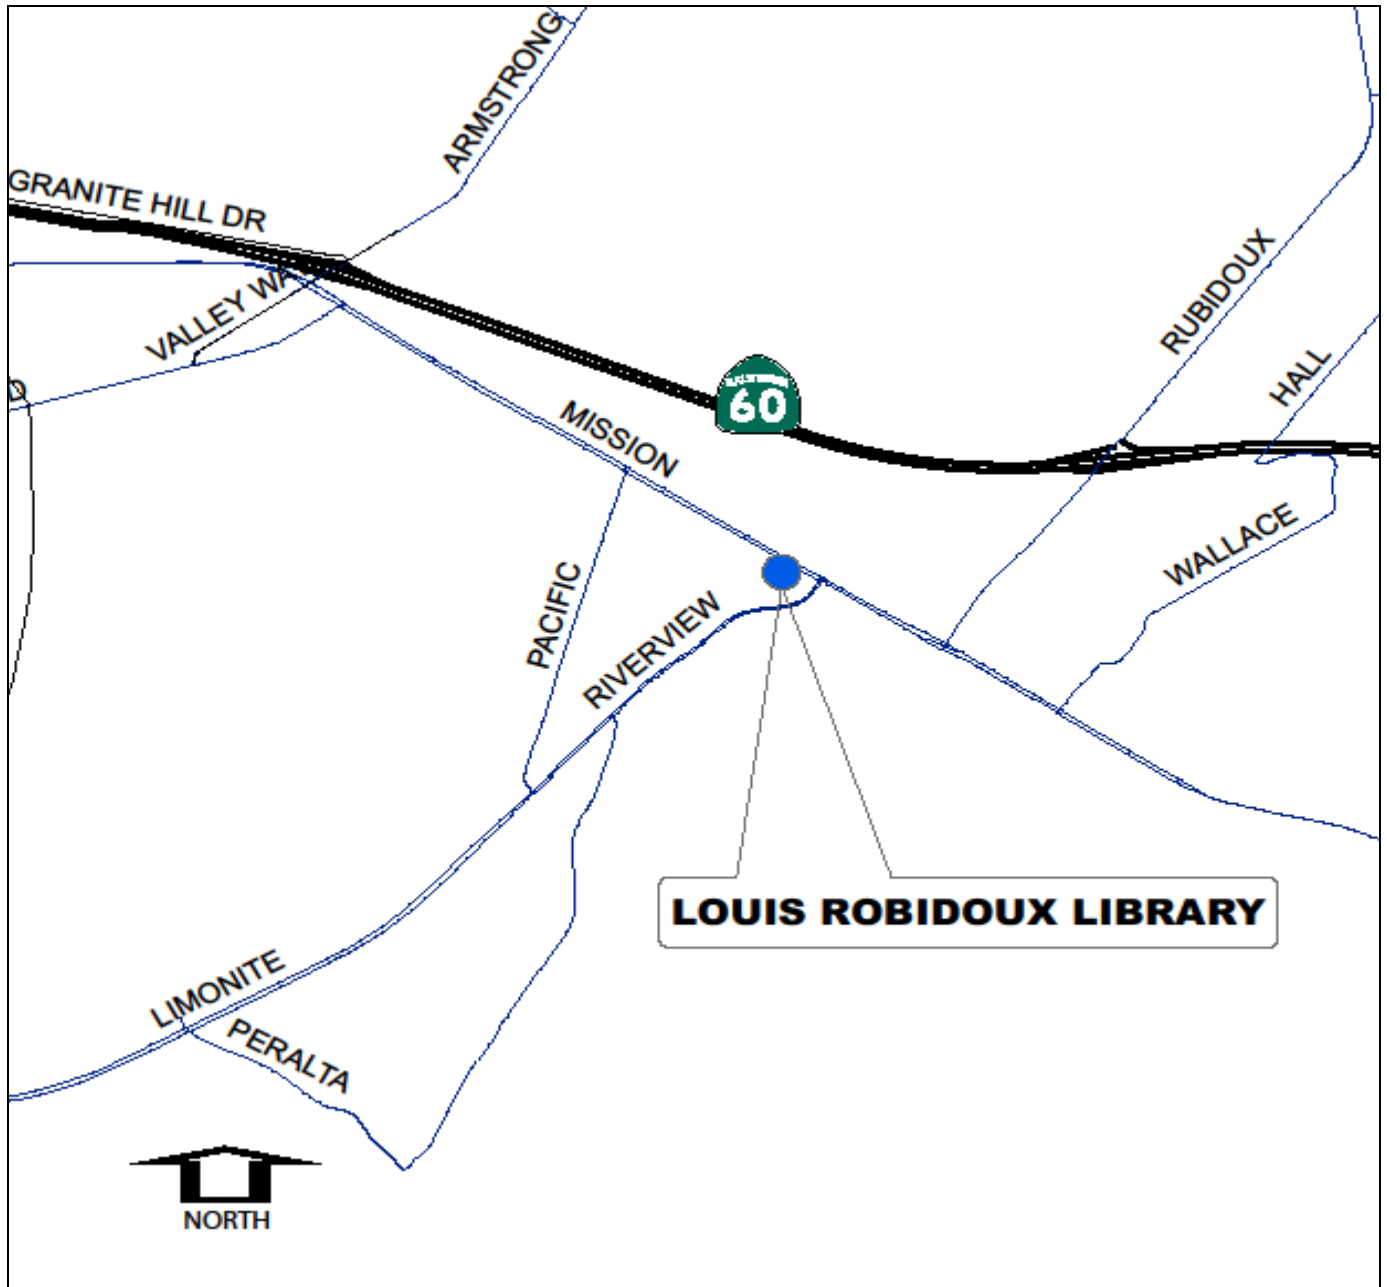 ARMSTRONG
GRANITE HILL DR
VALLEY WA
RUBIDOUX
HALL
D
60
MISSION
WALLACE
PACIFIC
RIVERVIEW
LOUIS ROBIDOUX LIBRARY
LIMONITE
PERALTA
NORTH